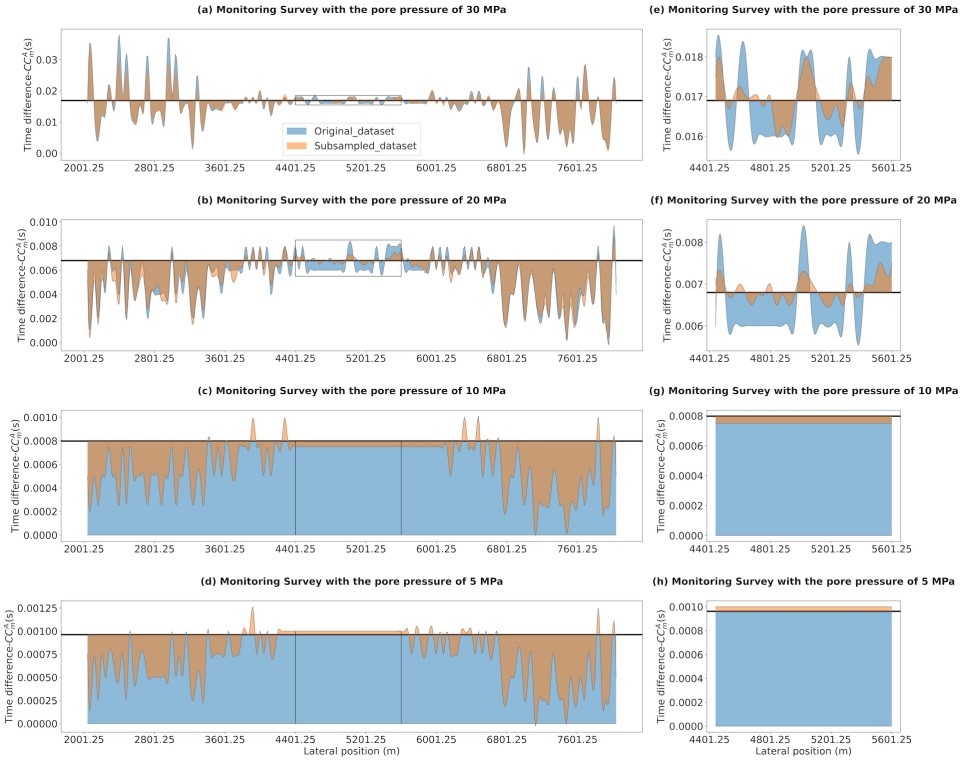 (a) Monitoring Survey with the pore pressure of 30 MPa
Time difference-CC_m^A(s)
0.03
0.02
0.01
0.00
Original_dataset
Subsampled_dataset
2001.25 2801.25 3601.25 4401.25 5201.25 6001.25 6801.25 7601.25
(e) Monitoring Survey with the pore pressure of 30 MPa
Time difference-CC_m^A(s)
0.018
0.017
0.016
4401.25 4801.25 5201.25 5601.25
(b) Monitoring Survey with the pore pressure of 20 MPa
Time difference-CC_m^A(s)
0.010
0.008
0.006
0.004
0.002
0.000
2001.25 2801.25 3601.25 4401.25 5201.25 6001.25 6801.25 7601.25
(f) Monitoring Survey with the pore pressure of 20 MPa
Time difference-CC_m^A(s)
0.008
0.007
0.006
4401.25 4801.25 5201.25 5601.25
(c) Monitoring Survey with the pore pressure of 10 MPa
Time difference-CC_m^A(s)
0.0010
0.0008
0.0006
0.0004
0.0002
0.0000
2001.25 2801.25 3601.25 4401.25 5201.25 6001.25 6801.25 7601.25
(g) Monitoring Survey with the pore pressure of 10 MPa
Time difference-CC_m^A(s)
0.0008
0.0006
0.0004
0.0002
0.0000
4401.25 4801.25 5201.25 5601.25
(d) Monitoring Survey with the pore pressure of 5 MPa
Time difference-CC_m^A(s)
0.00125
0.00100
0.00075
0.00050
0.00025
0.00000
2001.25 2801.25 3601.25 4401.25 5201.25 6001.25 6801.25 7601.25
Lateral position (m)
(h) Monitoring Survey with the pore pressure of 5 MPa
Time difference-CC_m^A(s)
0.0010
0.0008
0.0006
0.0004
0.0002
0.0000
4401.25 4801.25 5201.25 5601.25
Lateral position (m)